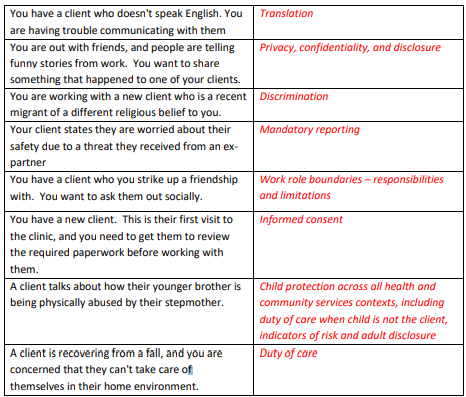 You have a client who doesn't speak English. You
are having trouble communicating with them
Translation
You are out with friends, and people are telling
funny stories from work.  You want to share
something that happened to one of your clients.
Privacy, confidentiality, and disclosure
You are working with a new client who is a recent
migrant of a different religious belief to you.
Discrimination
Your client states they are worried about their
safety due to a threat they received from an ex-
partner
Mandatory reporting
You have a client who you strike up a friendship
with.  You want to ask them out socially.
Work role boundaries – responsibilities
and limitations
You have a new client.  This is their first visit to
the clinic, and you need to get them to review
the required paperwork before working with
them.
Informed consent
A client talks about how their younger brother is
being physically abused by their stepmother.
Child protection across all health and
community services contexts, including
duty of care when child is not the client,
indicators of risk and adult disclosure
A client is recovering from a fall, and you are
concerned that they can't take care of
themselves in their home environment.
Duty of care